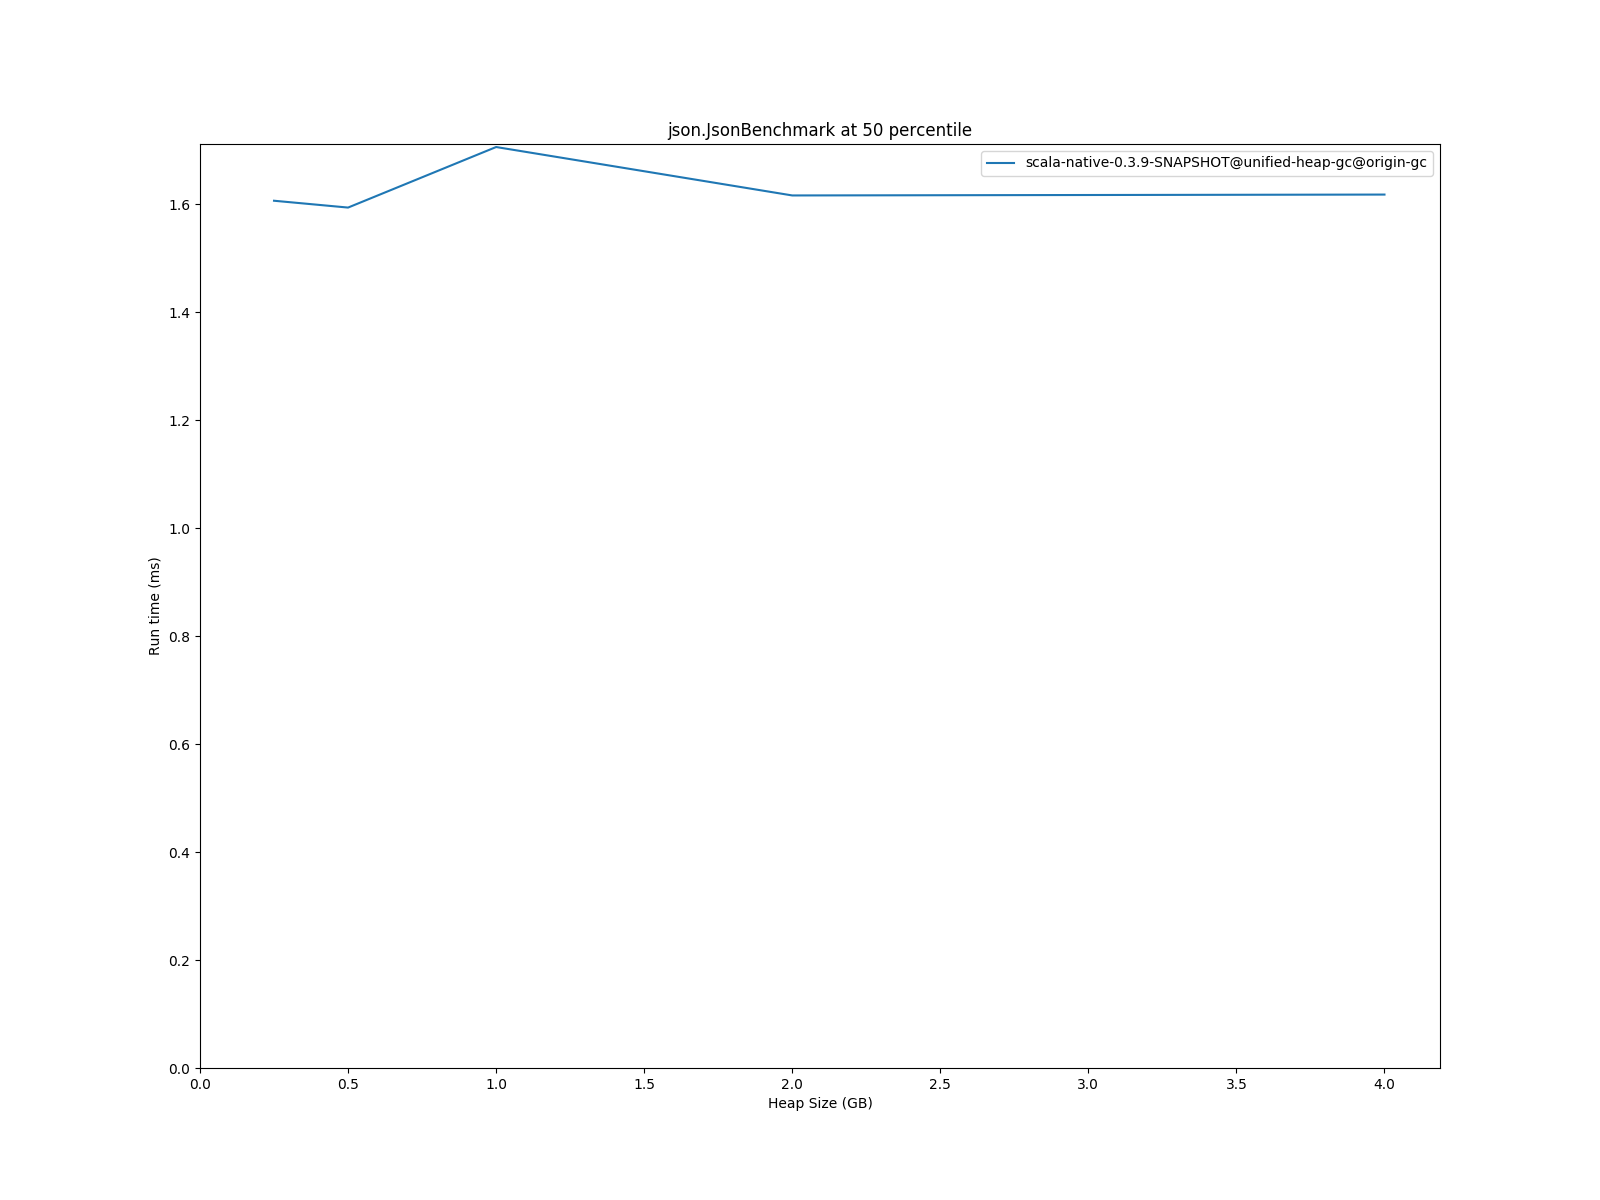 json.JsonBenchmark at 50 percentile
scala-native-0.3.9-SNAPSHOT@unified-heap-gc@origin-gc
1.6
1.4
1.2
1.0
0.8
0.6
0.4
0.2
0.0
Run time (ms)
0.0 0.5 1.0 1.5 2.0 2.5 3.0 3.5 4.0
Heap Size (GB)